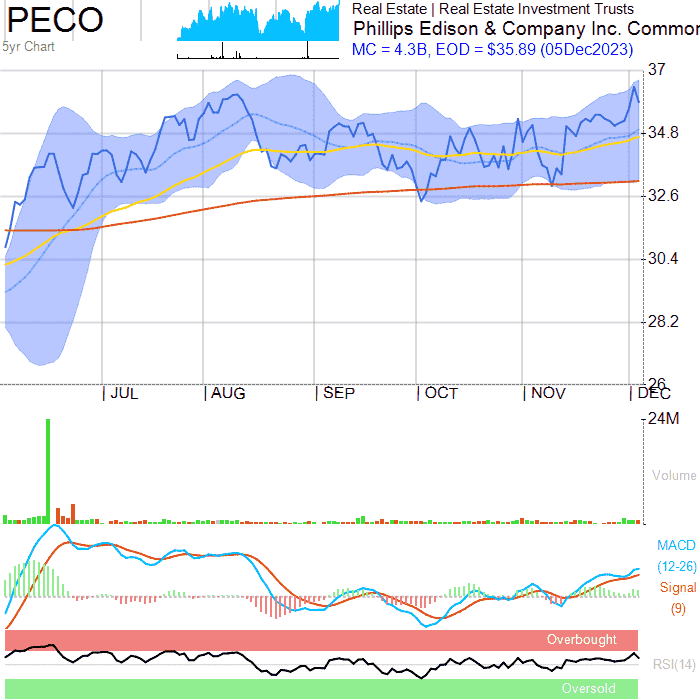 PECO
5yr Chart
Real Estate | Real Estate Investment Trusts
Phillips Edison & Company Inc. Common
MC = 4.3B, EOD = $35.89 (05Dec2023)
37
34.8
32.6
30.4
28.2
26
JUL AUG SEP OCT NOV DEC
24M
Volume
MACD
(12-26)
Signal
(9)
Overbought
RSI(14)
Oversold